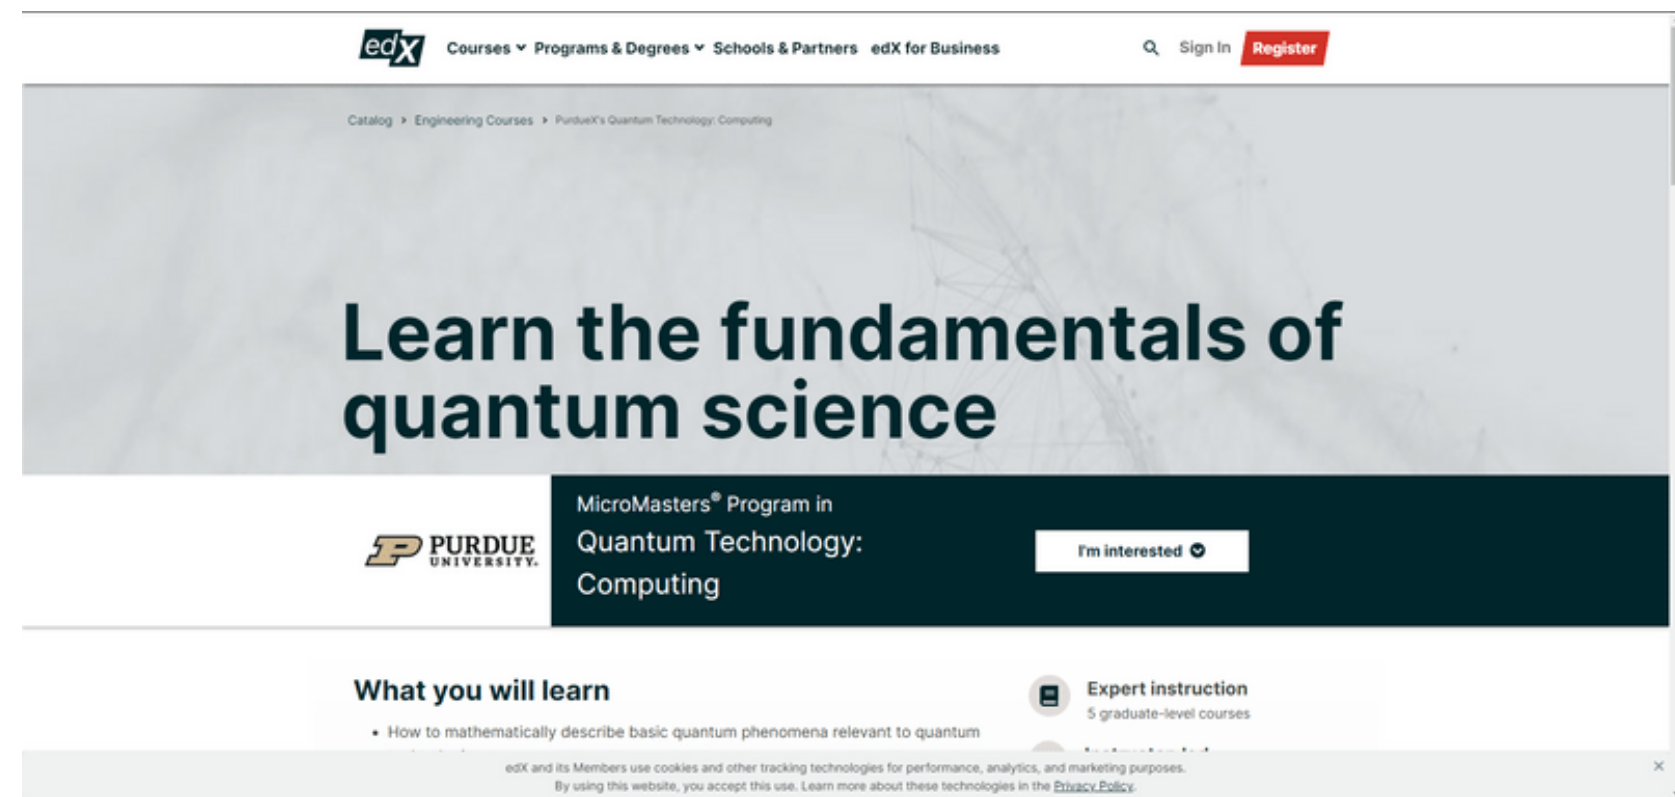 edX Courses Programs & Degrees Schools & Partners edX for Business Sign In Register
Catalog Engineering Courses PurdueX's Quantum Technology: Computing
Learn the fundamentals of
quantum science
PURDUE
UNIVERSITY.
MicroMasters® Program in
Quantum Technology:
Computing
I'm interested
What you will learn
• How to mathematically describe basic quantum phenomena relevant to quantum
Expert instruction
5 graduate-level courses
edX and its Members use cookies and other tracking technologies for performance, analytics, and marketing purposes.
By using this website, you accept this use. Learn more about these technologies in the Privacy Policy.